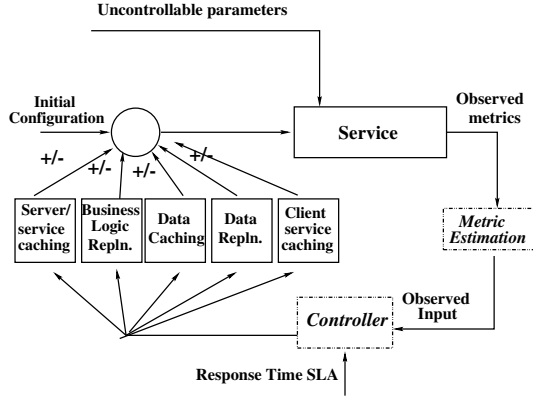 Uncontrollable parameters
Initial
Configuration
Service
Observed
metrics
+/-
+/-
+/-
+/-
Server/
service
caching
Business
Logic
Repln.
Data
Caching
Data
Repln.
Client
service
caching
Metric
Estimation
Controller
Observed
Input
Response Time SLA